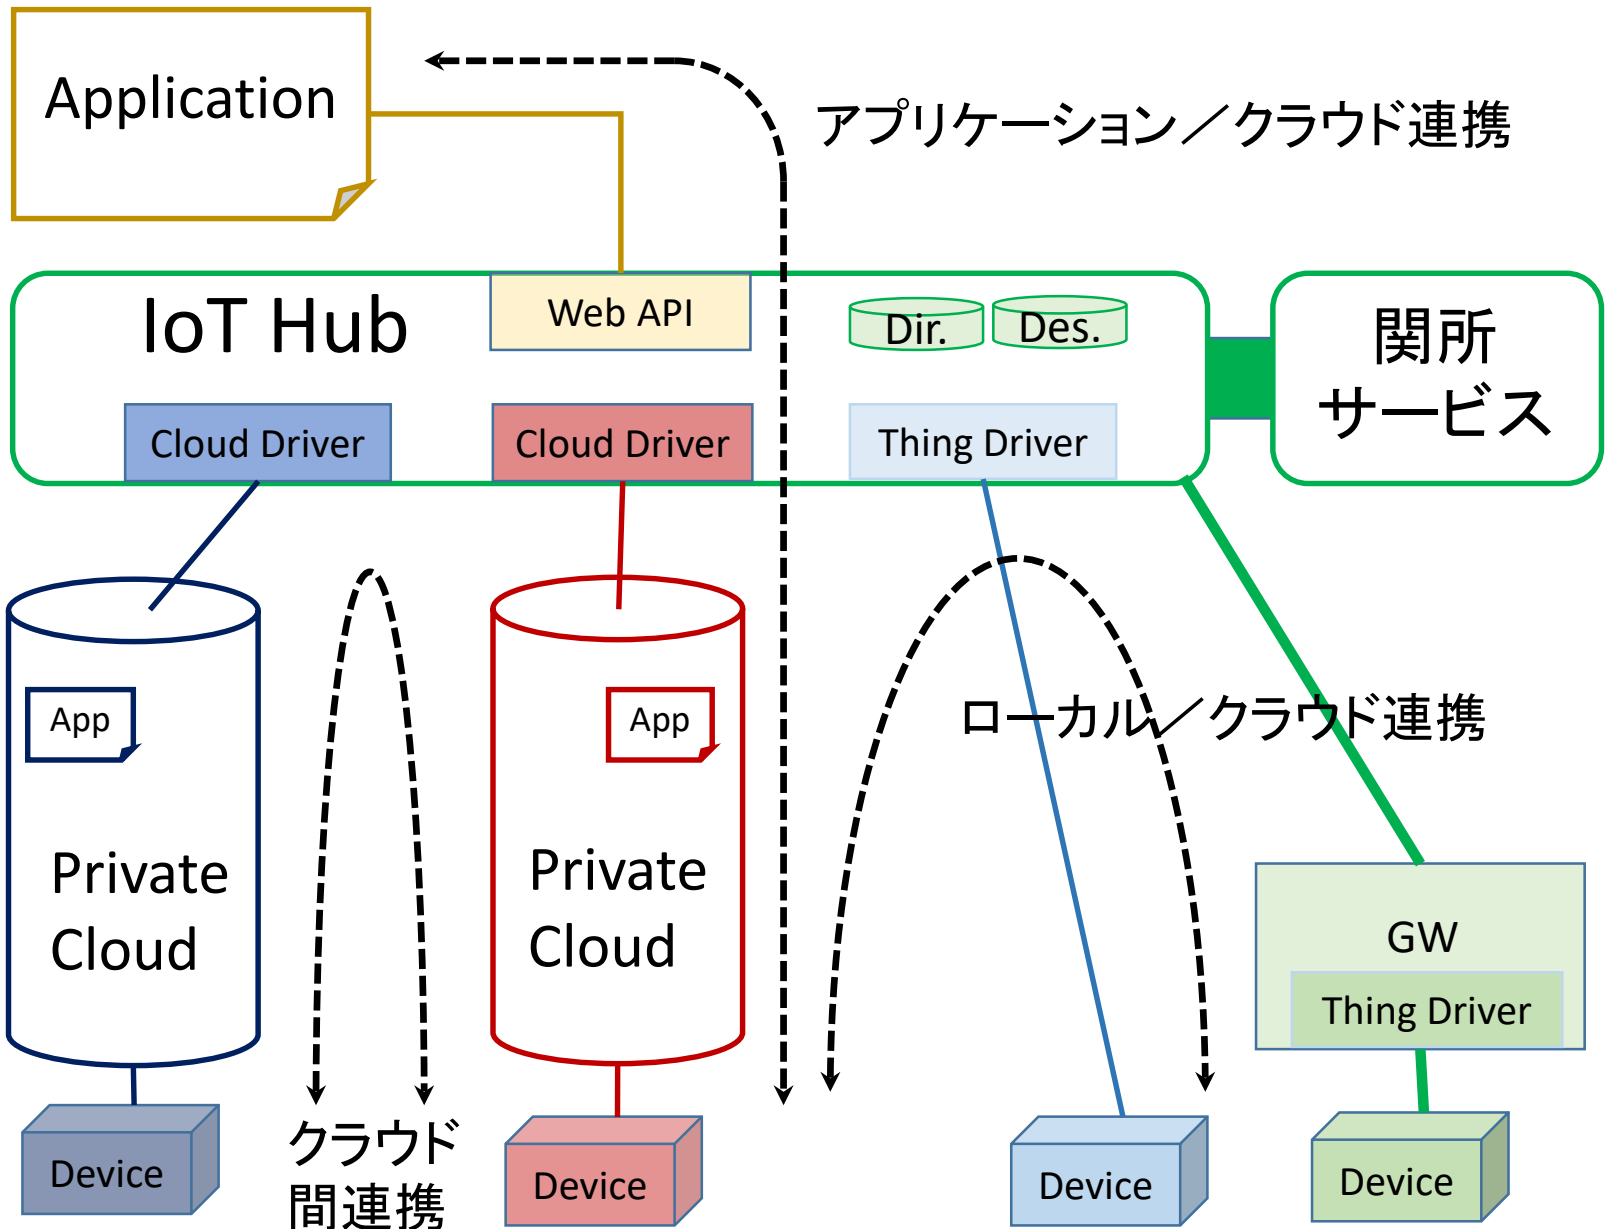 Application
アプリケーション／クラウド連携
IoT Hub
Web API
Dir.
Des.
関所
サービス
Cloud Driver
Cloud Driver
Thing Driver
App
App
ローカル／クラウド連携
Private
Cloud
Private
Cloud
GW
Thing Driver
Device
クラウド
間連携
Device
Device
Device